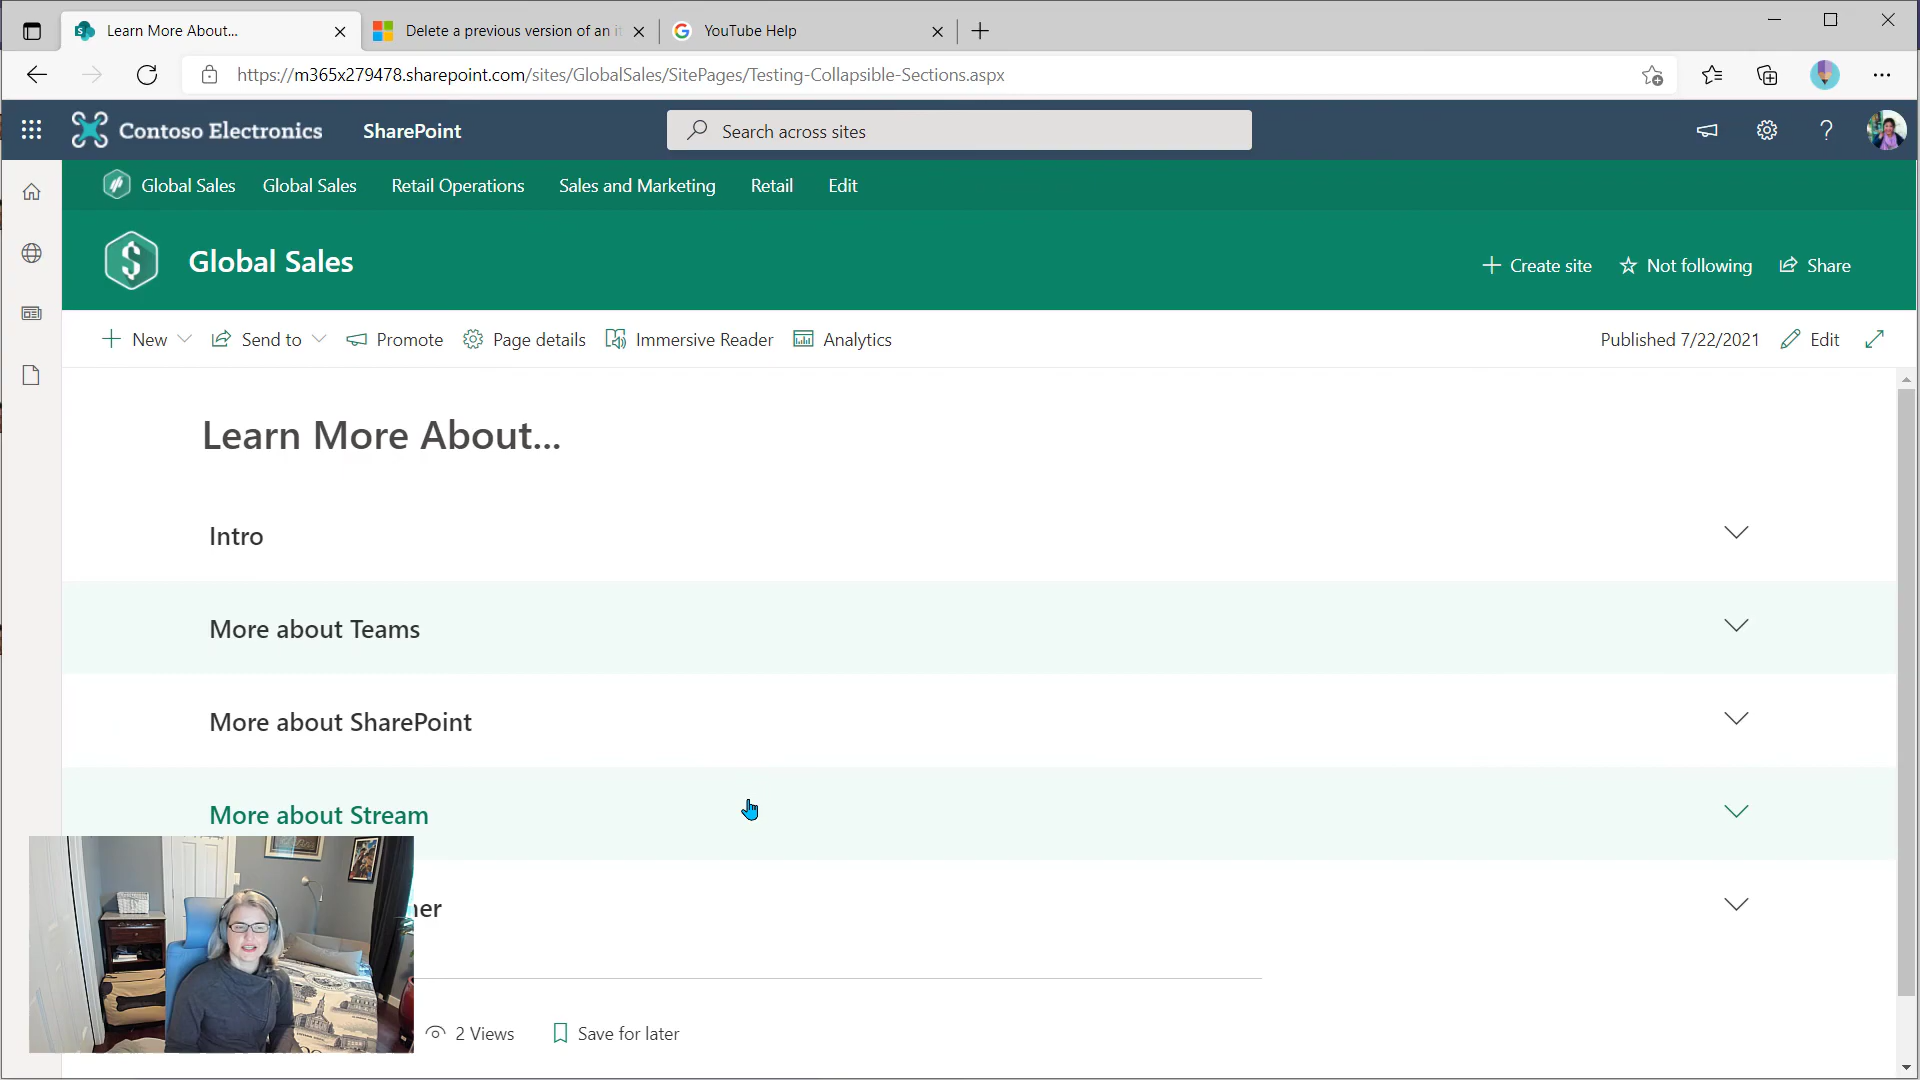 Learn More About...
Delete a previous version of an it
YouTube Help
https://m365x279478.sharepoint.com/sites/GlobalSales/SitePages/Testing-Collapsible-Sections.aspx
Contoso Electronics
SharePoint
Search across sites
Global Sales
Global Sales
Retail Operations
Sales and Marketing
Retail
Edit
Global Sales
Create site
Not following
Share
New
Send to
Promote
Page details
Immersive Reader
Analytics
Published 7/22/2021
Edit
Learn More About...
Intro
More about Teams
More about SharePoint
More about Stream
ner
2 Views
Save for later